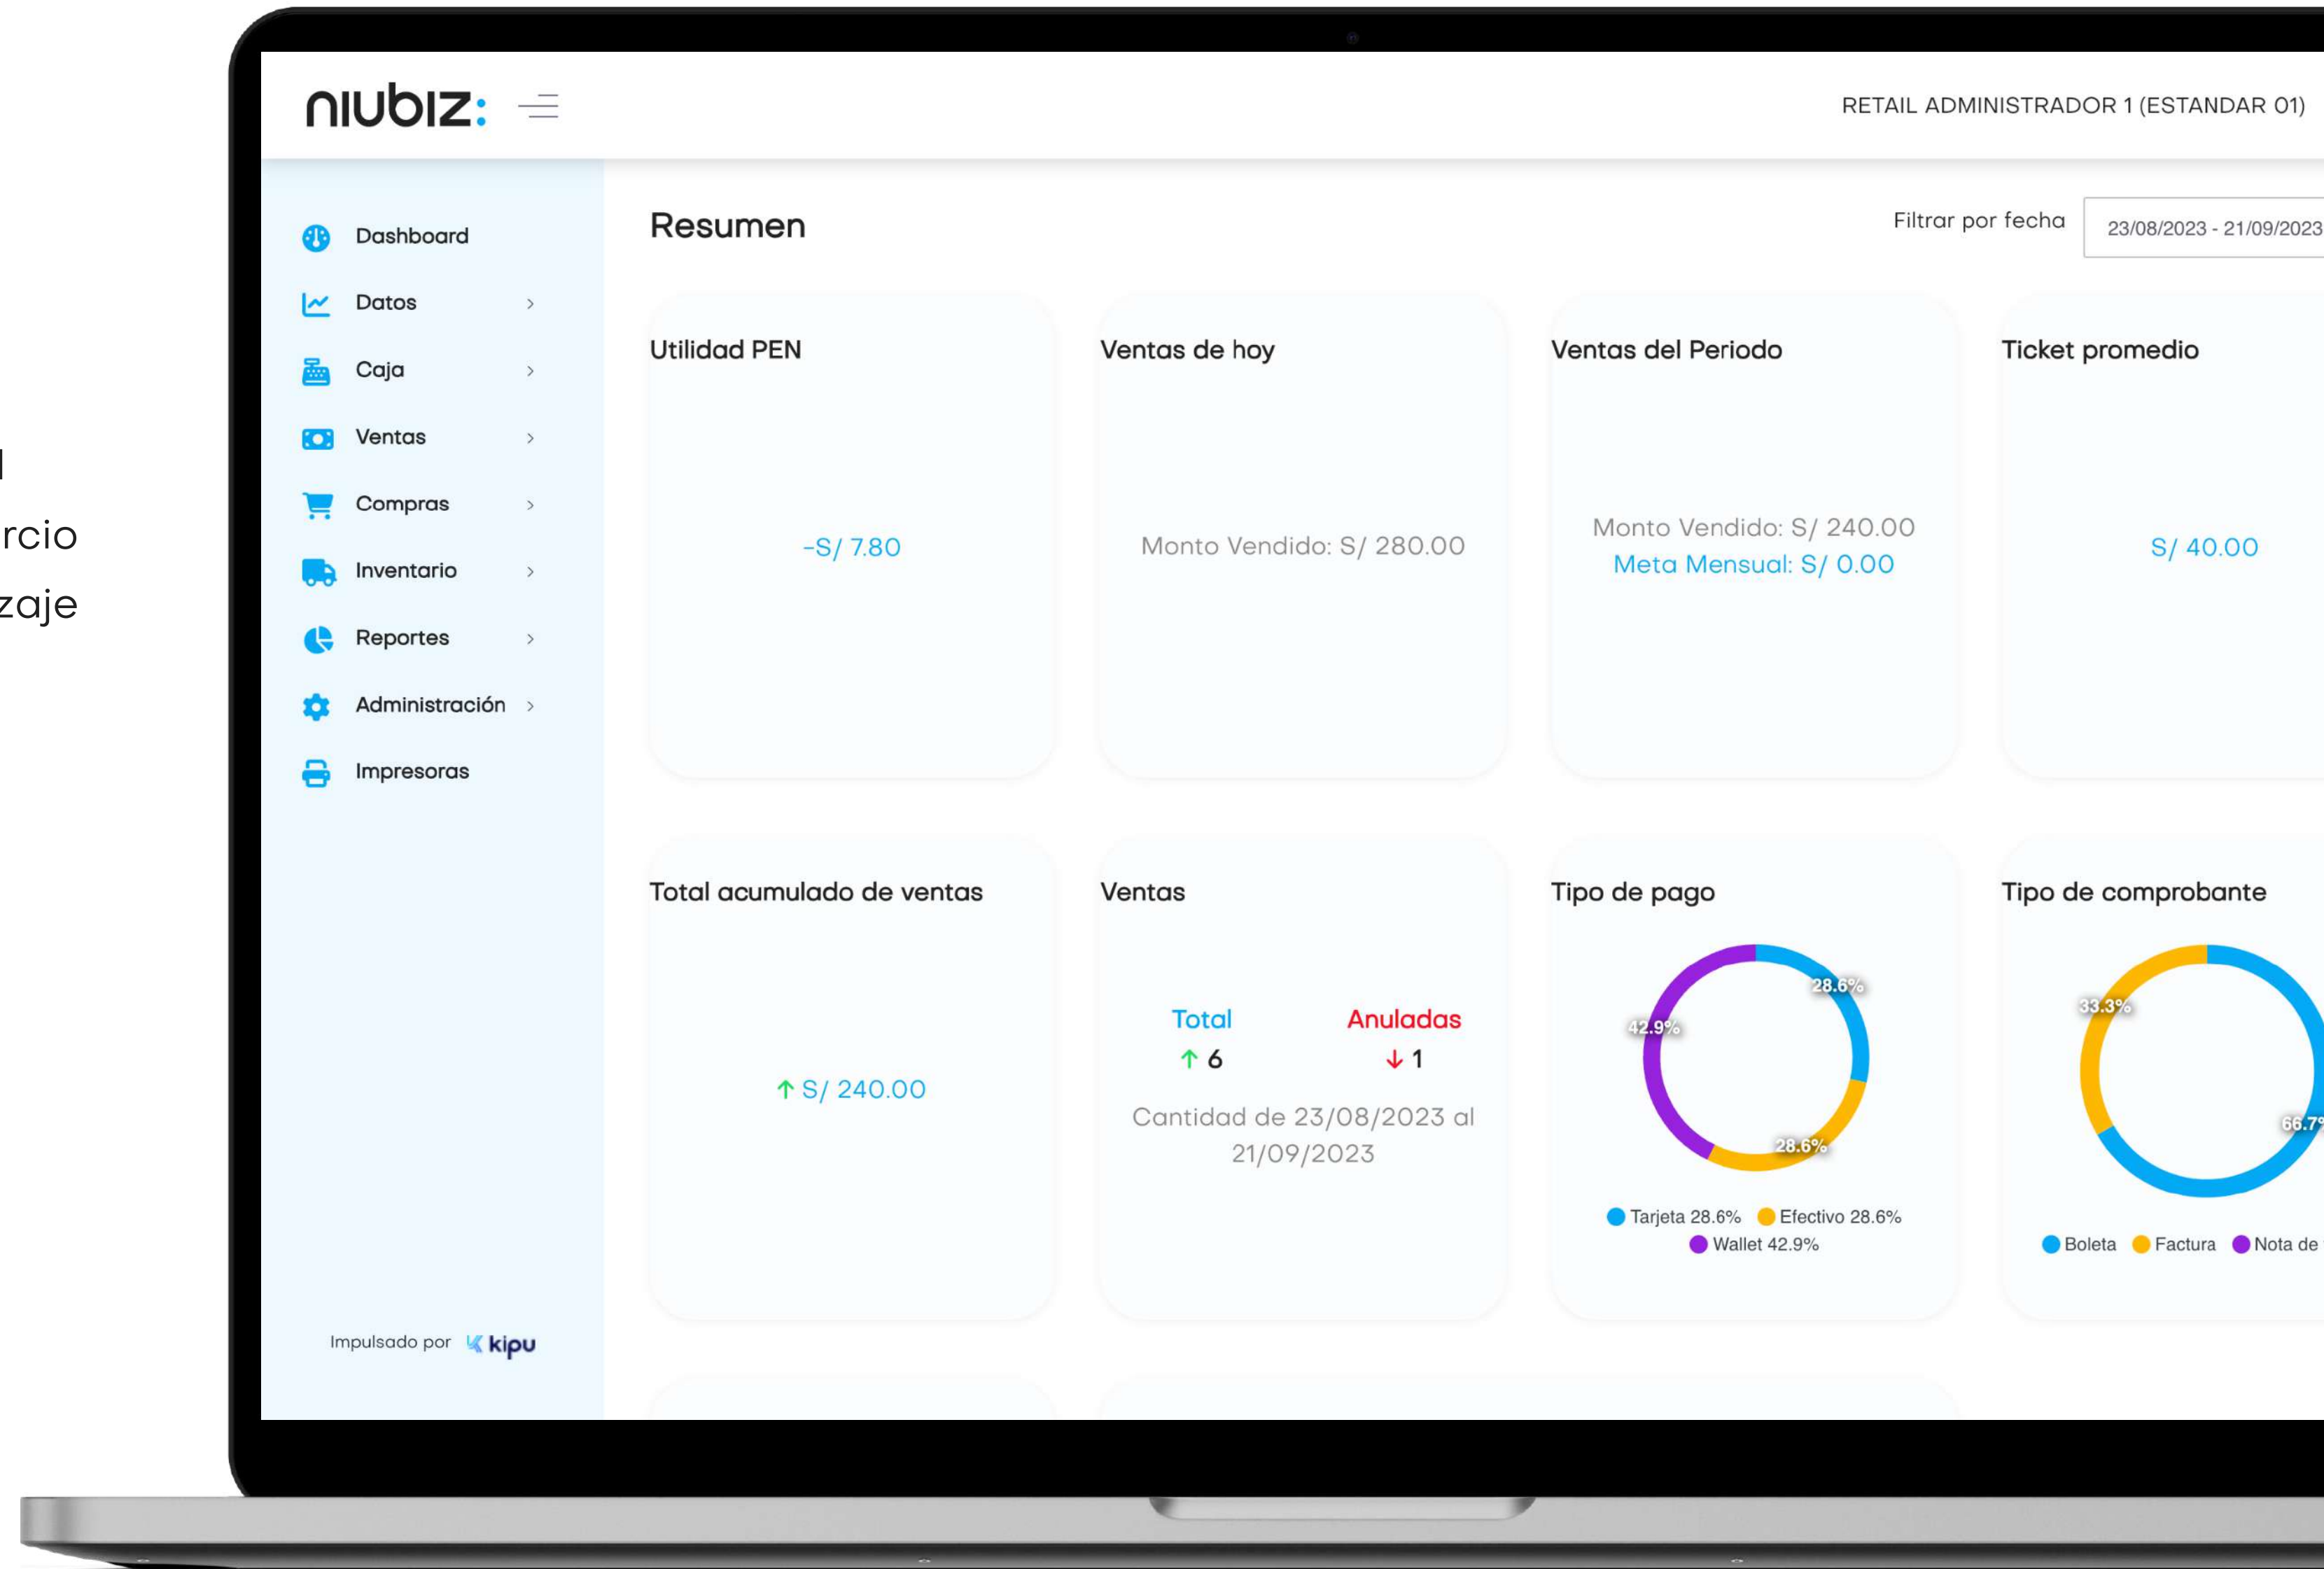 niubiz:
RETAIL ADMINISTRADOR 1 (ESTANDAR 01)
Dashboard
Datos
Caja
Ventas
Compras
Inventario
Reportes
Administración
Impresoras
Impulsado por kipu
rcio
zaje
Resumen
Filtrar por fecha 23/08/2023 - 21/09/2023
Utilidad PEN
-S/ 7.80
Ventas de hoy
Monto Vendido: S/ 280.00
Ventas del Periodo
Monto Vendido: S/ 240.00
Meta Mensual: S/ 0.00
Ticket promedio
S/ 40.00
Total acumulado de ventas
↑ S/ 240.00
Ventas
Total Anuladas
↑ 6 ↓ 1
Cantidad de 23/08/2023 al
21/09/2023
Tipo de pago
28.6%
42.9%
28.6%
Tarjeta 28.6% Efectivo 28.6%
Wallet 42.9%
Tipo de comprobante
33.3%
66.7%
Boleta Factura Nota de